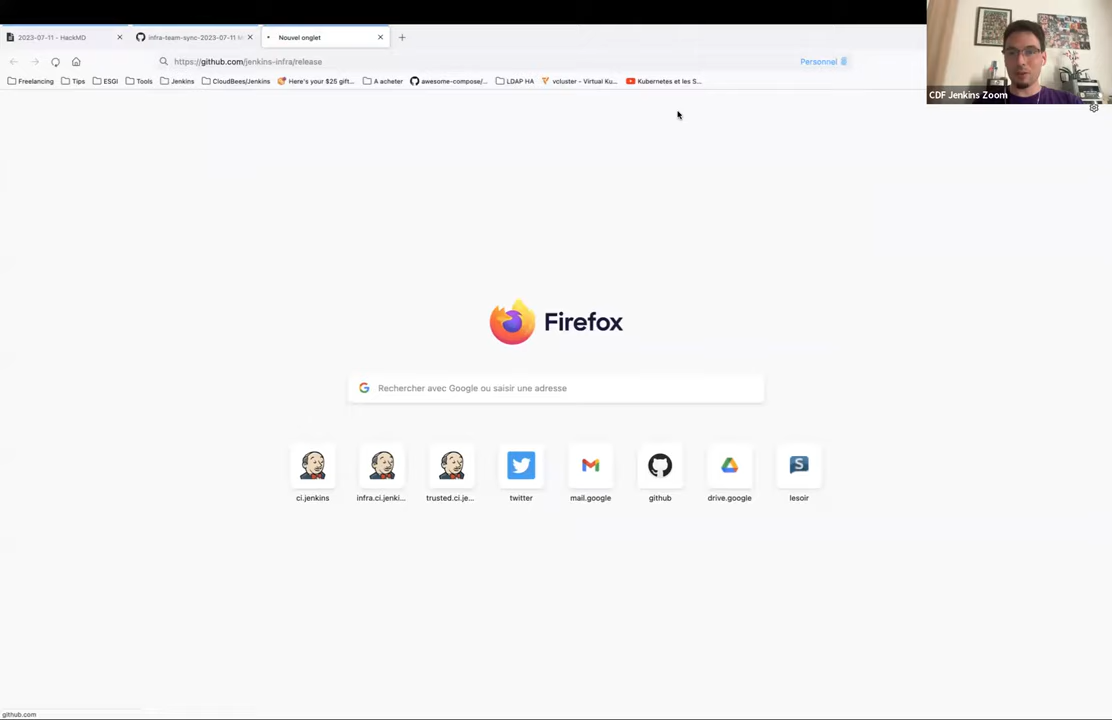 2023-07-11 - HackMD
infra-team-sync-2023-07-11 M
Nouvel onglet
https://github.com/jenkins-infra/release
Personnel
Freelancing
Tips
ESGI
Tools
Jenkins
CloudBees/Jenkins
Here's your $25 gift...
A acheter
awesome-compose/...
LDAP HA
vcluster - Virtual Ku...
Kubernetes et les S...
CDF Jenkins Zoom
Firefox
Rechercher avec Google ou saisir une adresse
ci.jenkins
infra.ci.jenki...
trusted.ci.je...
twitter
mail.google
github
drive.google
lesoir
github.com